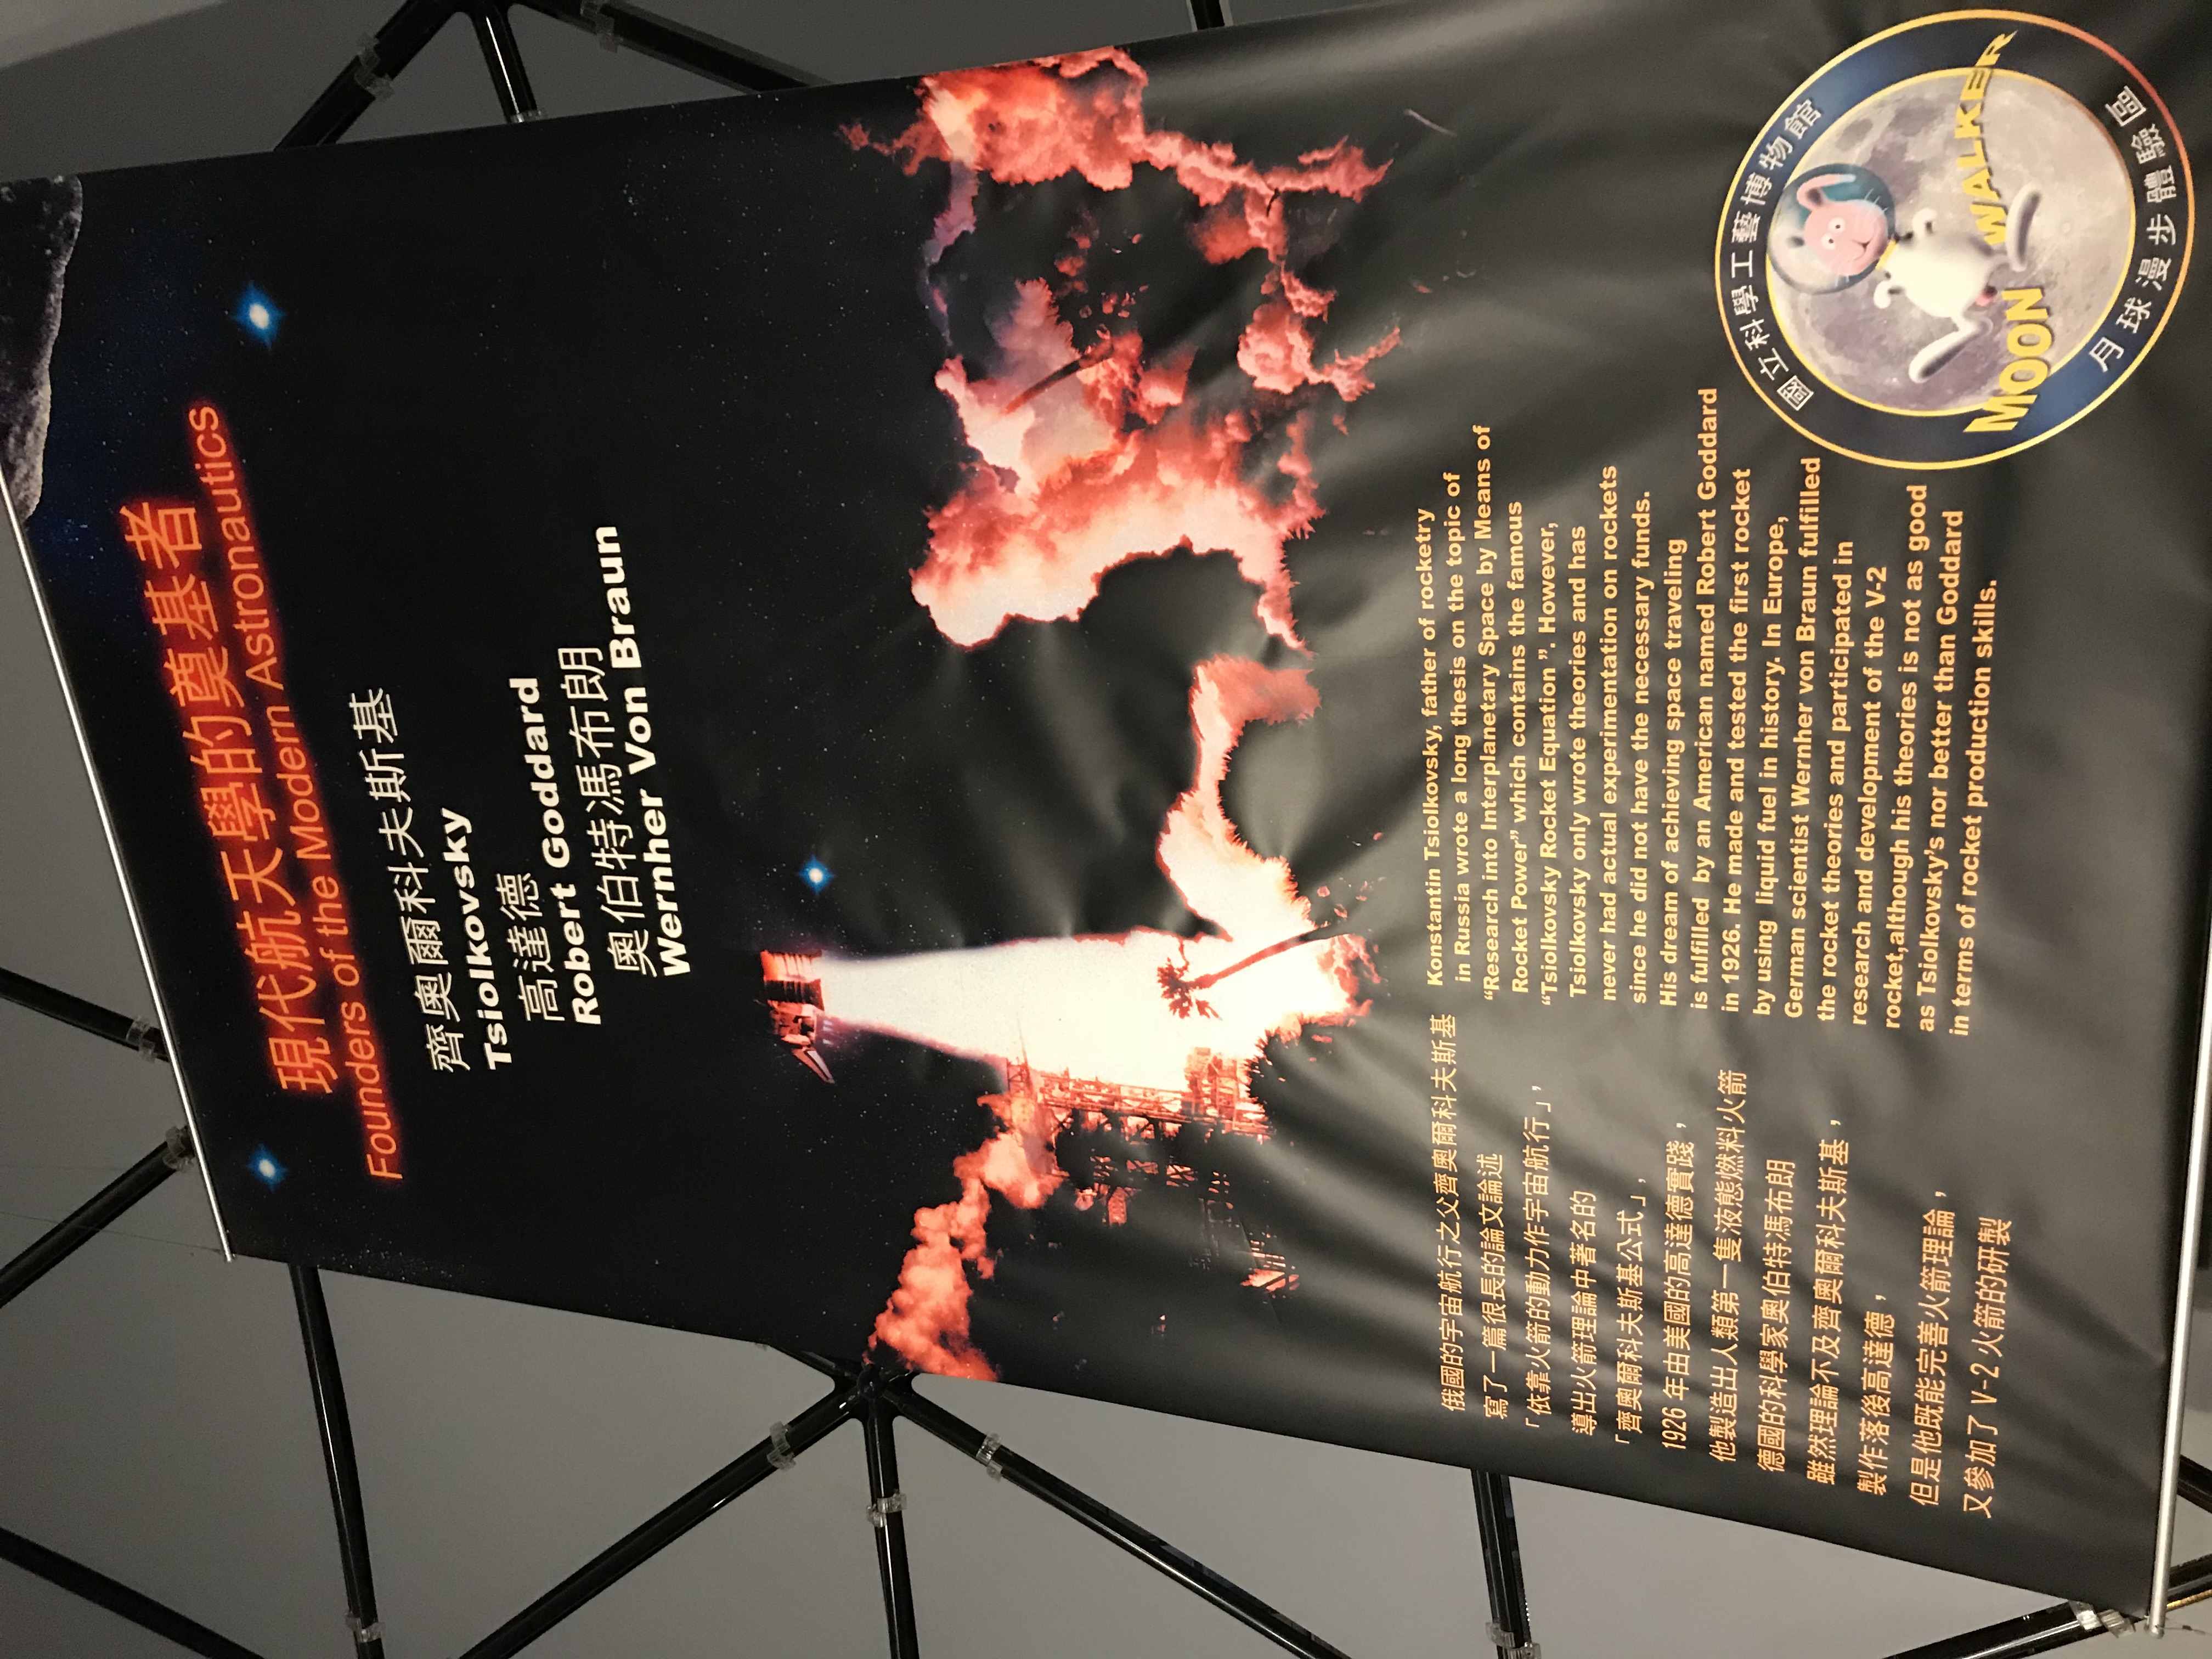 現代航天學的奠基者
Founders of the Modern Astronautics
齊奧爾科夫斯基
Tsiolkovsky
高達德
Robert Goddard
奧伯特馮布朗
Wernher Von Braun
俄國的宇宙航行之父齊奧爾科夫斯基
寫了一篇很長的論文論述
「依靠火箭的動力作宇宙航行」,
導出火箭理論中著名的
「齊奧爾科夫斯基公式」,
1926 年由美國的高達德實踐,
他製造出人類第一隻液態燃料火箭
德國的科學家奧伯特馮布朗
雖然理論不及齊奧爾科夫斯基,
製作落後高達德,
但是他既能完善火箭理論,
又參加了 V-2 火箭的研製
Konstantin Tsiolkovsky, father of rocketry
in Russia wrote a long thesis on the topic of
“Research into Interplanetary Space by Means of
Rocket Power” which contains the famous
“Tsiolkovsky Rocket Equation ”. However,
Tsiolkovsky only wrote theories and has
never had actual experimentation on rockets
since he did not have the necessary funds.
His dream of achieving space traveling
is fulfilled by an American named Robert Goddard
in 1926. He made and tested the first rocket
by using liquid fuel in history. In Europe,
German scientist Wernher von Braun fulfilled
the rocket theories and participated in
research and development of the V-2
rocket,although his theories is not as good
as Tsiolkovsky’s nor better than Goddard
in terms of rocket production skills.
國立科學工藝博物館
MOON WALKER
月球漫步體驗區